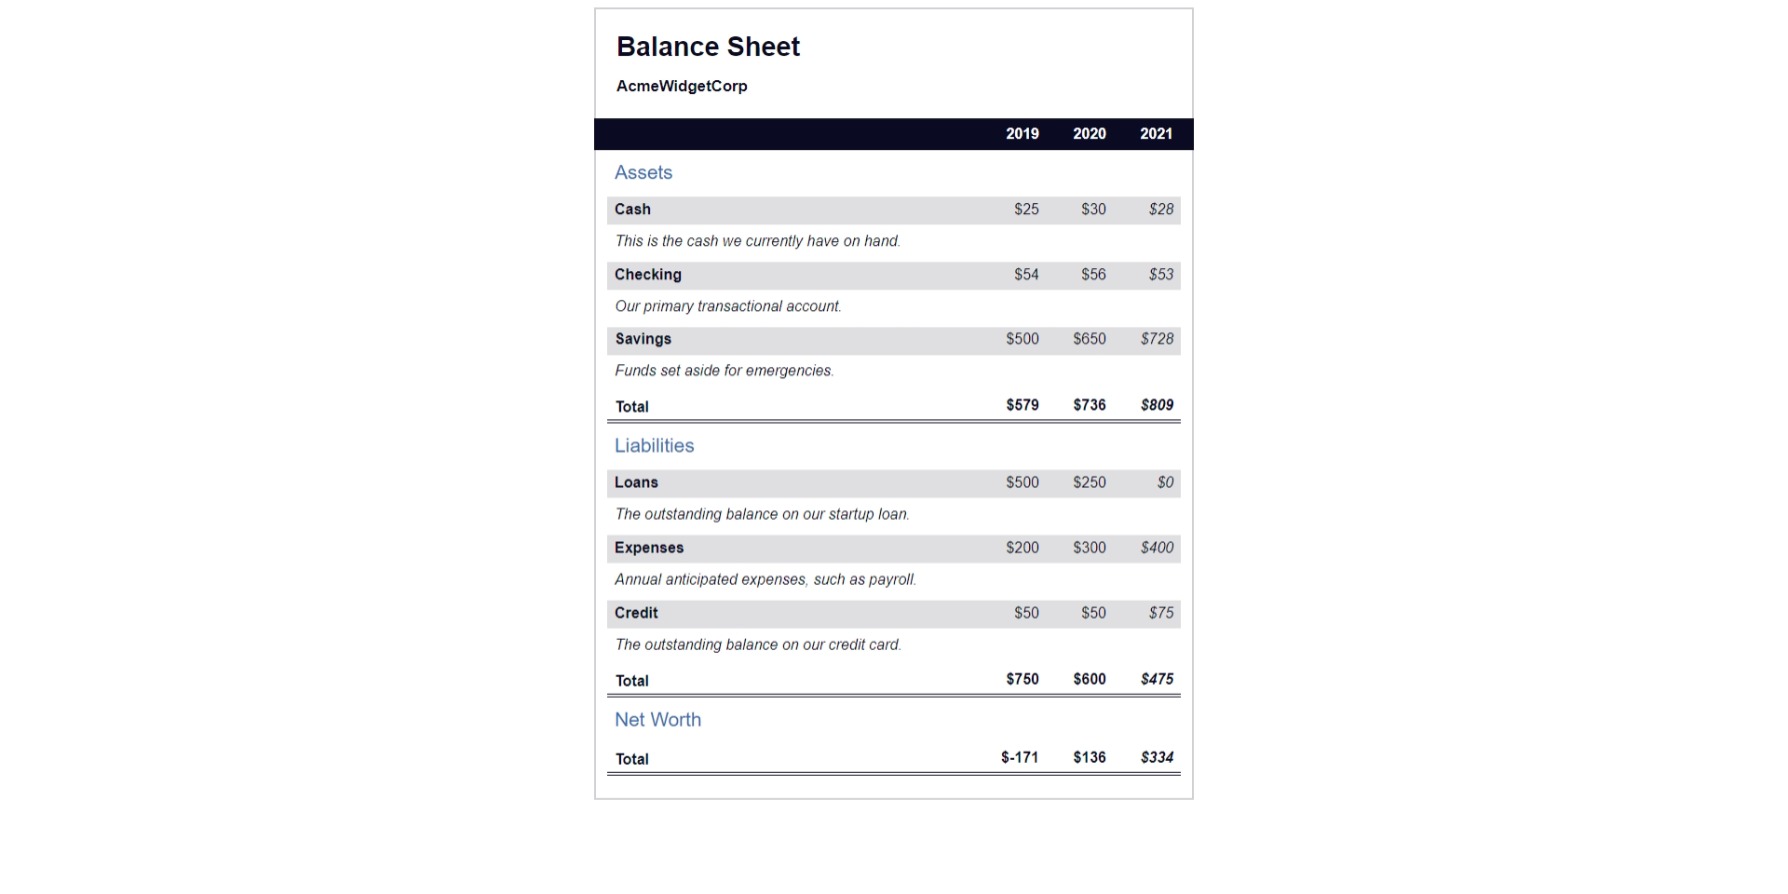 Balance Sheet
AcmeWidgetCorp
2019 2020 2021
Assets
Cash $25 $30 $28
This is the cash we currently have on hand.
Checking $54 $56 $53
Our primary transactional account.
Savings $500 $650 $728
Funds set aside for emergencies.
Total $579 $736 $809
Liabilities
Loans $500 $250 $0
The outstanding balance on our startup loan.
Expenses $200 $300 $400
Annual anticipated expenses, such as payroll.
Credit $50 $50 $75
The outstanding balance on our credit card.
Total $750 $600 $475
Net Worth
Total $-171 $136 $334